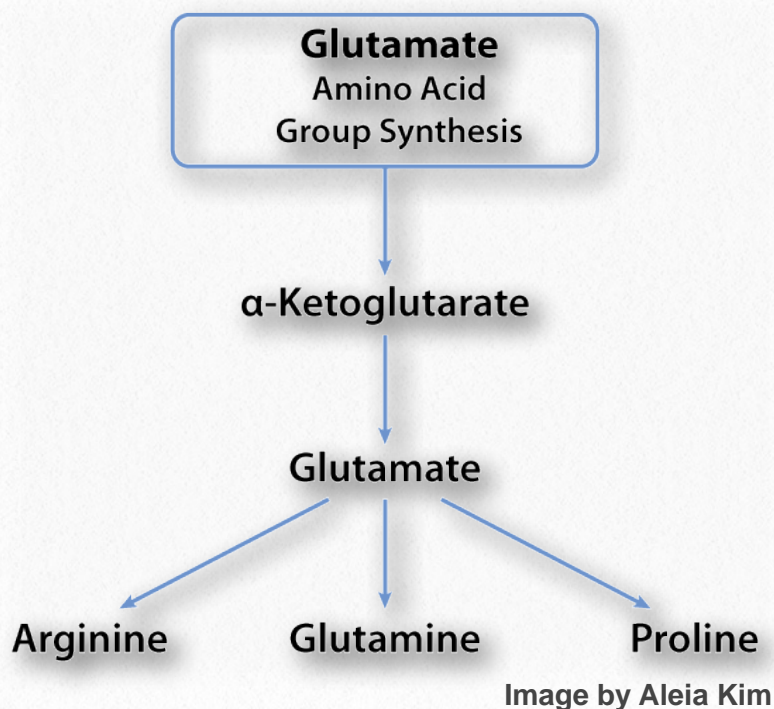 Glutamate
Amino Acid
Group Synthesis
α-Ketoglutarate
Glutamate
Arginine Glutamine Proline
Image by Aleia Kim